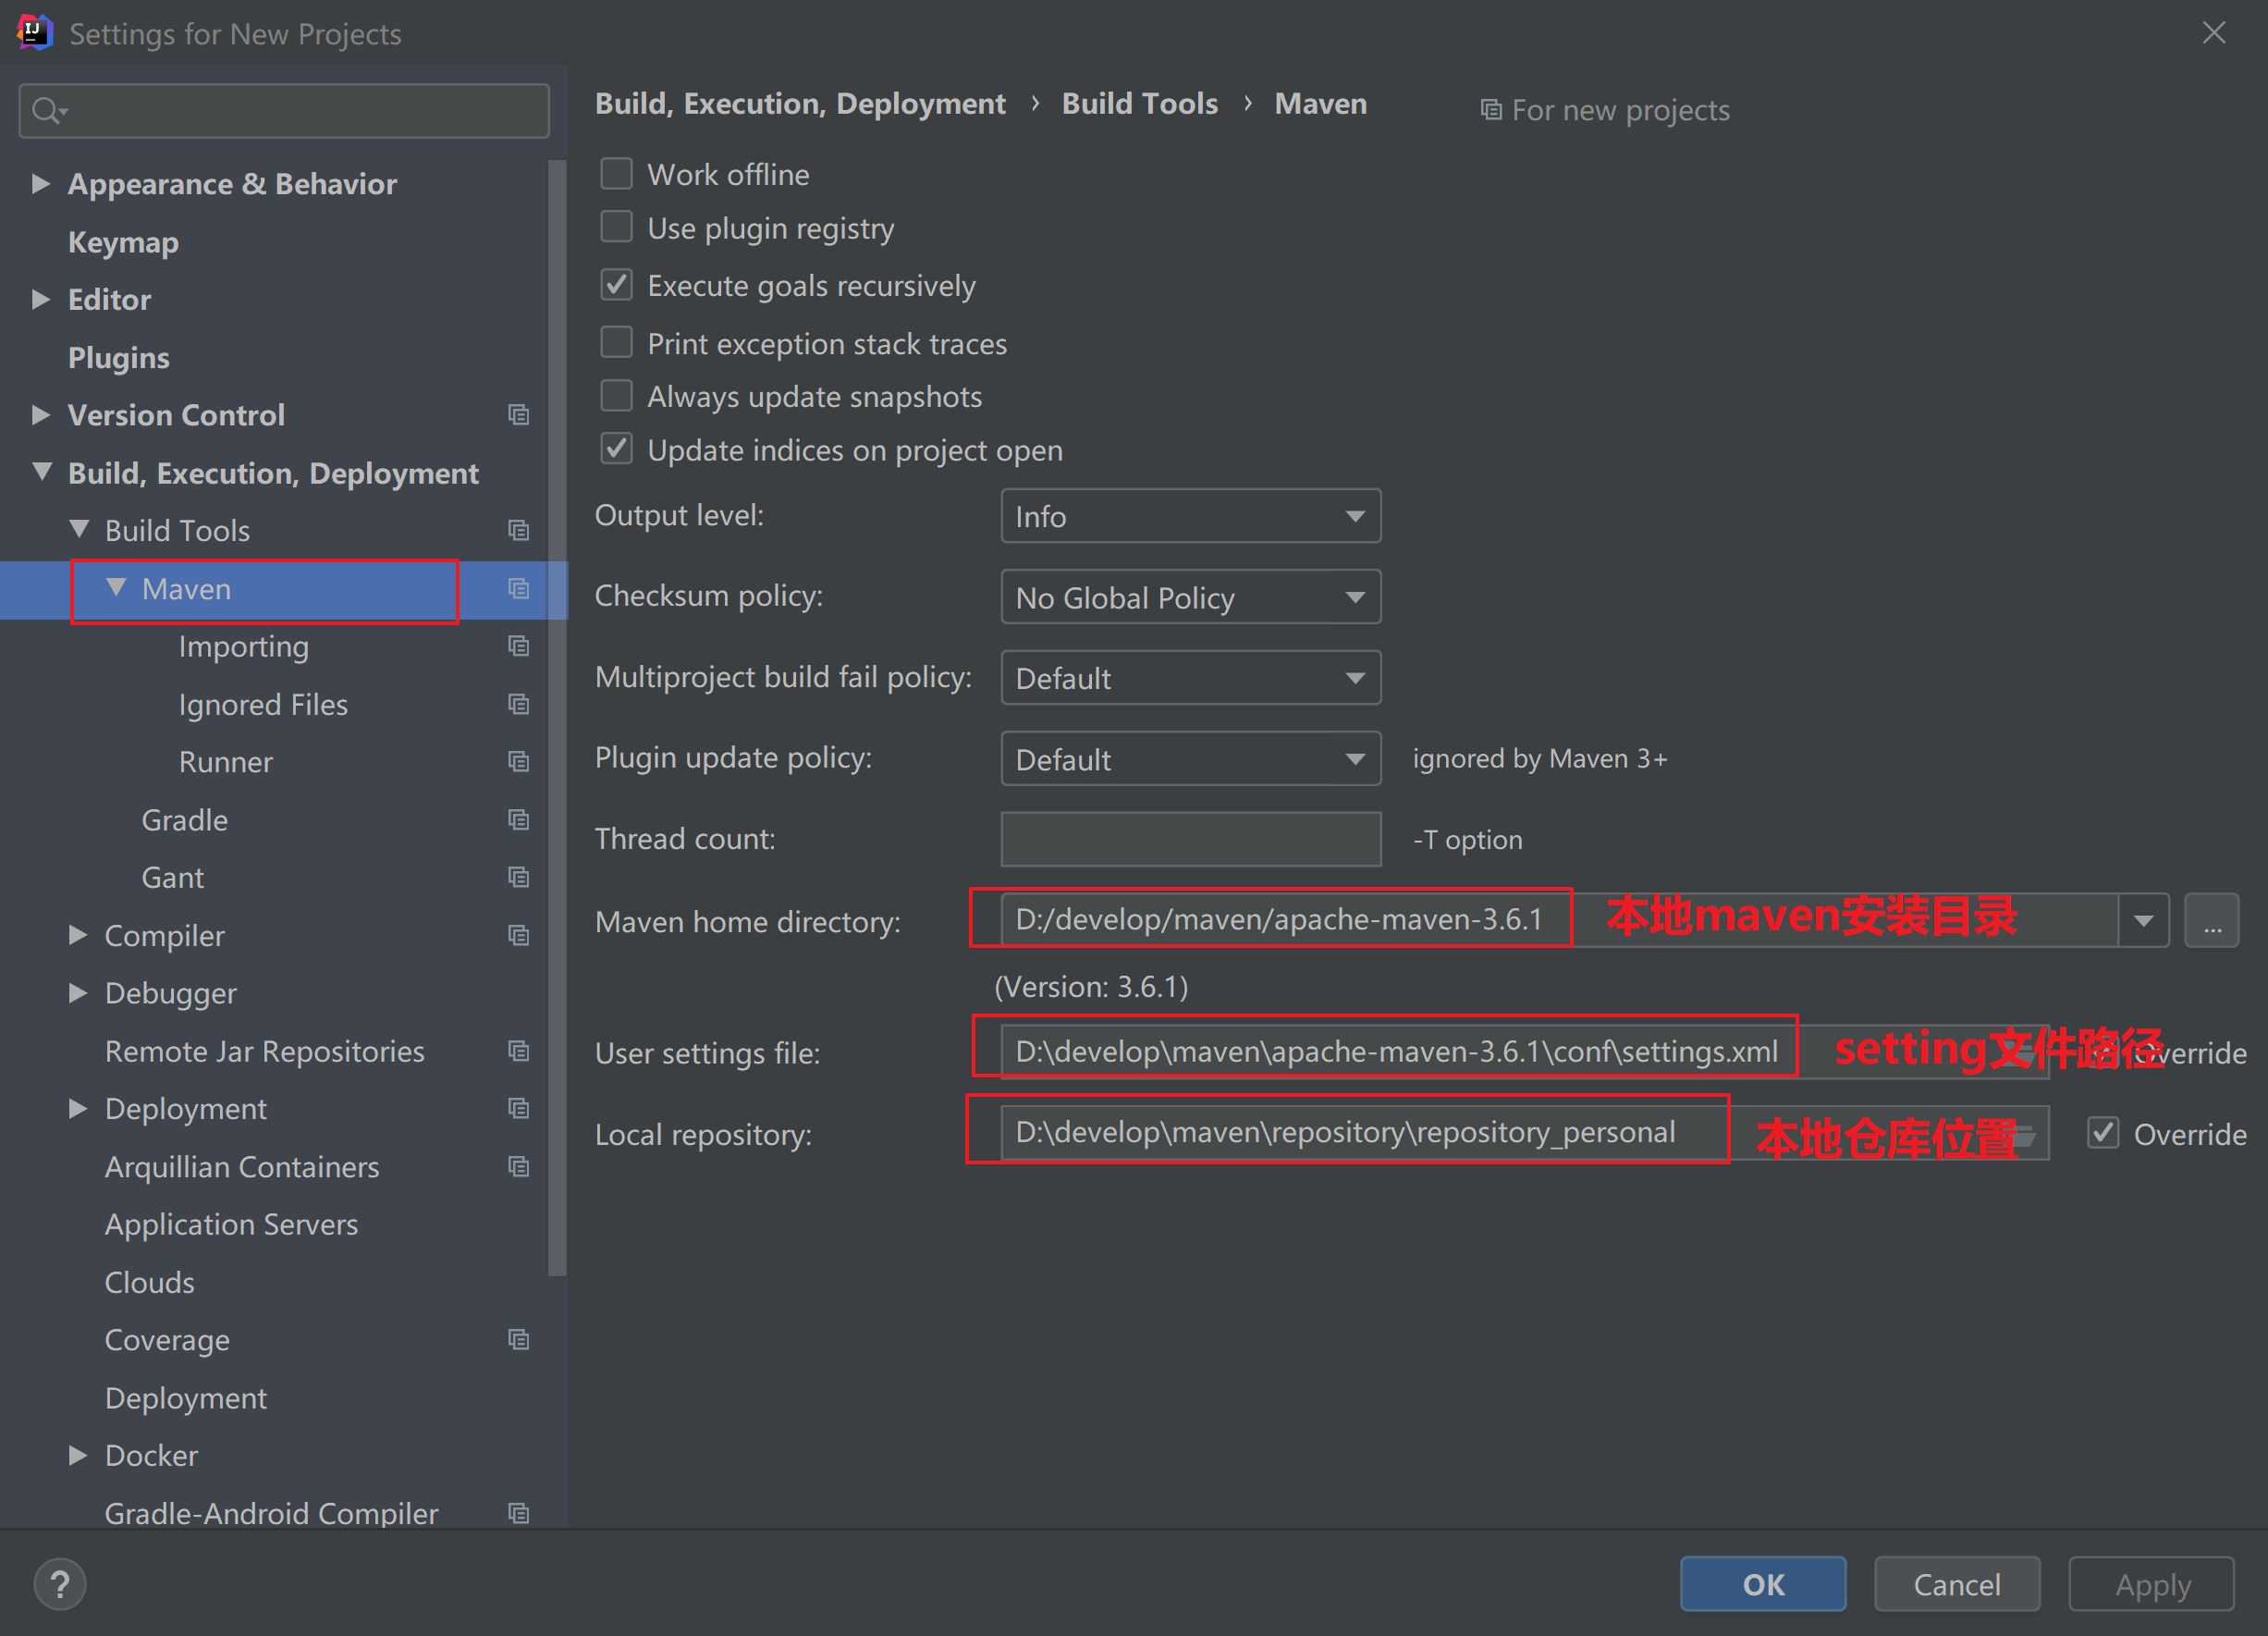 Settings for New Projects
Appearance & Behavior
Keymap
Editor
Plugins
Version Control
Build, Execution, Deployment
Build Tools
Maven
Importing
Ignored Files
Runner
Gradle
Gant
Compiler
Debugger
Remote Jar Repositories
Deployment
Arquillian Containers
Application Servers
Clouds
Coverage
Deployment
Docker
Gradle-Android Compiler
Build, Execution, Deployment › Build Tools › Maven For new projects
Work offline
Use plugin registry
Execute goals recursively
Print exception stack traces
Always update snapshots
Update indices on project open
Output level: Info
Checksum policy: No Global Policy
Multiproject build fail policy: Default
Plugin update policy: Default ignored by Maven 3+
Thread count: -T option
Maven home directory: D:/develop/maven/apache-maven-3.6.1 本地maven安装目录 ...
(Version: 3.6.1)
User settings file: D:\develop\maven\apache-maven-3.6.1\conf\settings.xml setting文件路径 Override
Local repository: D:\develop\maven\repository\repository_personal 本地仓库位置 Override
? OK Cancel Apply